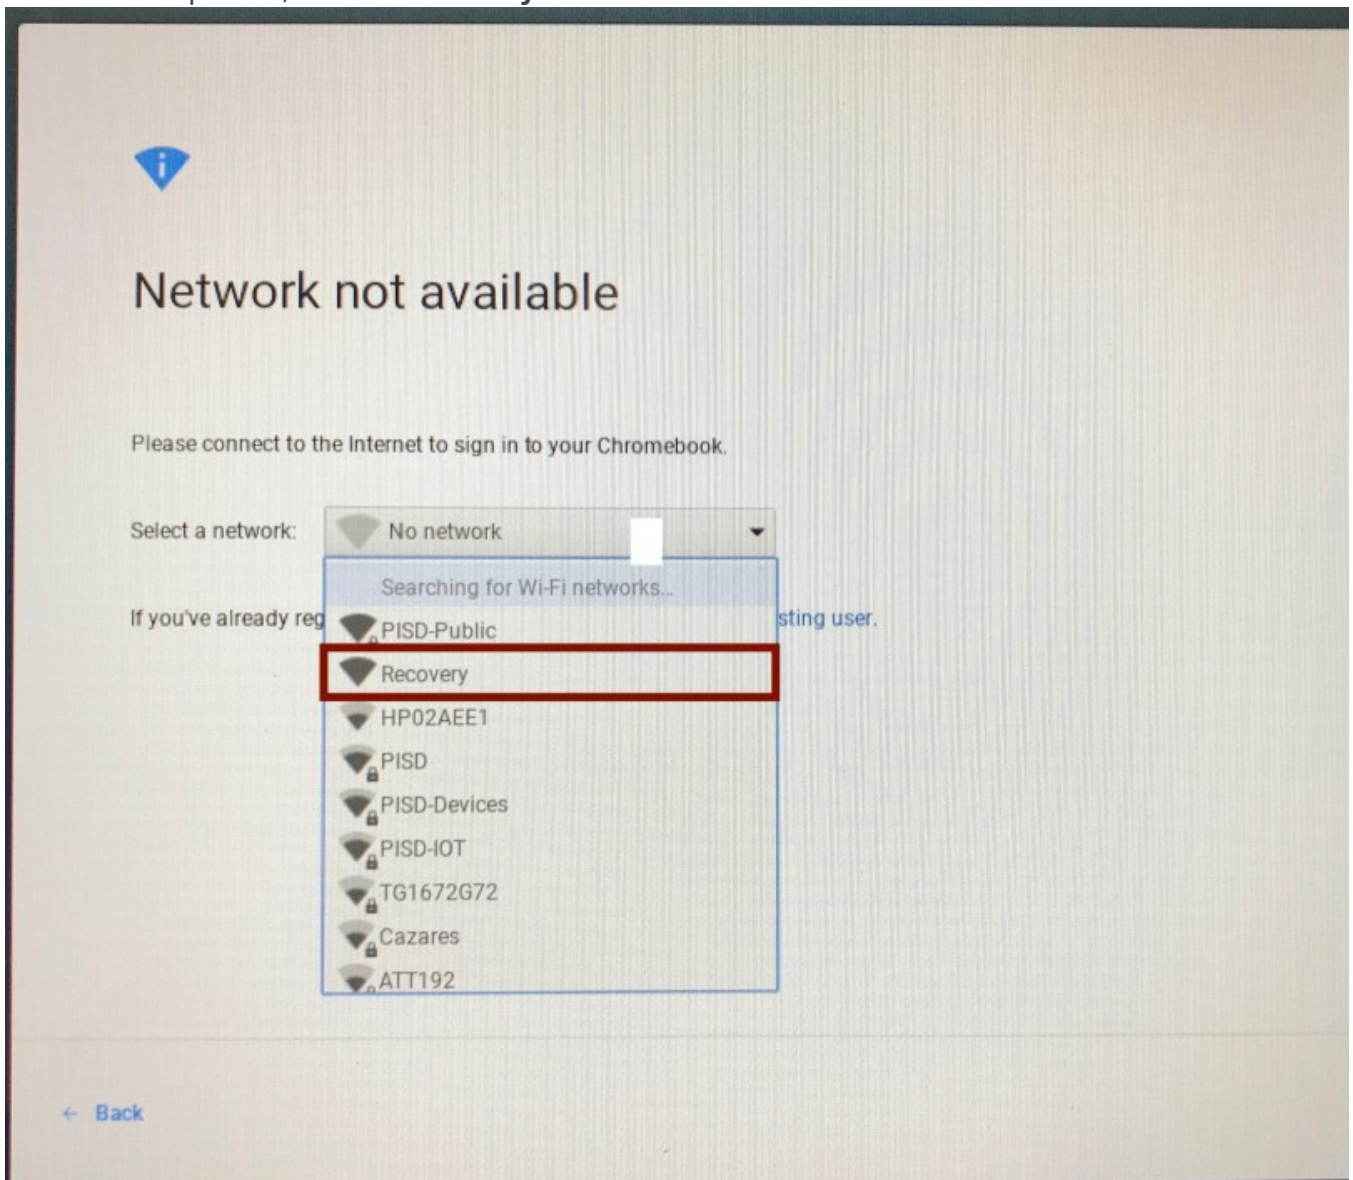 Network not available
Please connect to the Internet to sign in to your Chromebook.
Select a network: No network
Searching for Wi-Fi networks...
If you've already reg sting user.
PISD-Public
Recovery
HP02AEE1
PISD
PISD-Devices
PISD-IOT
TG1672G72
Cazares
ATT192
← Back